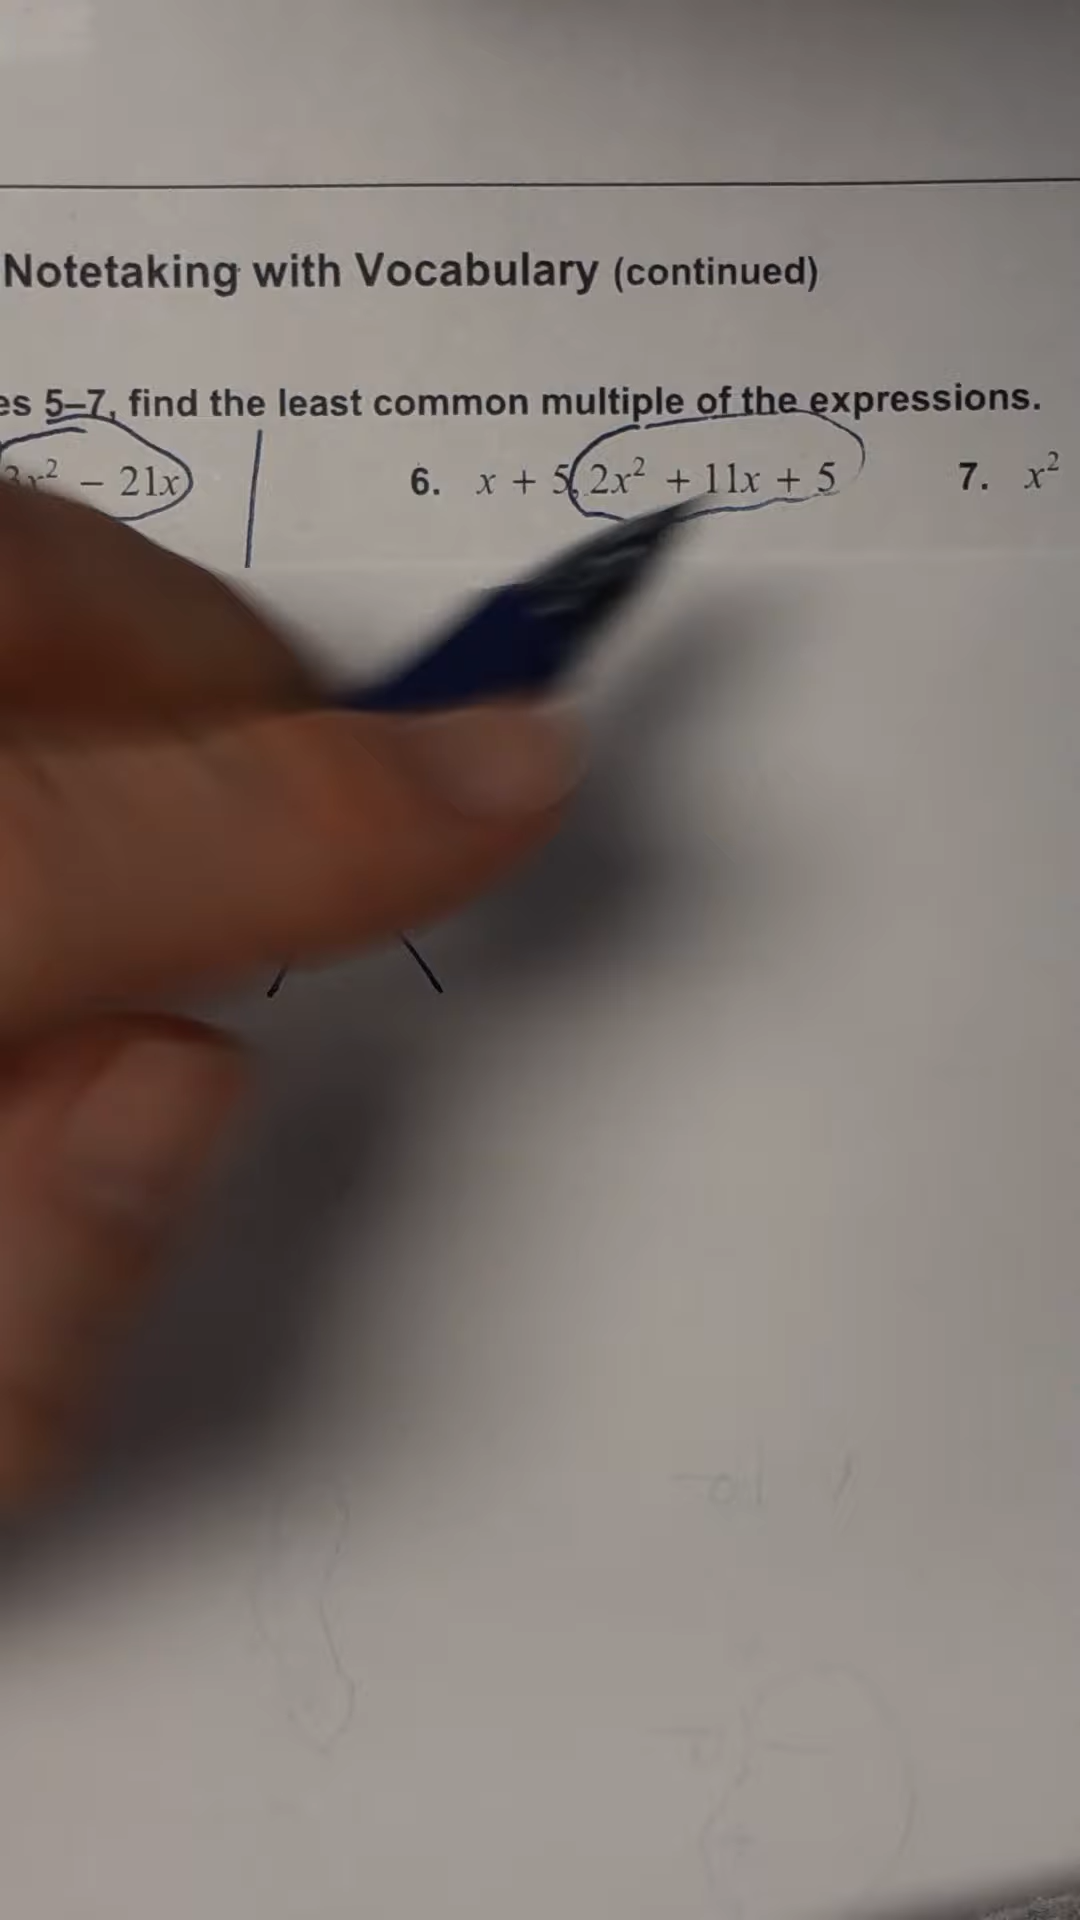 Notetaking with Vocabulary (continued)
5–7, find the least common multiple of the expressions.
− 21x 6. x + 5, 2x² + 11x + 5 7. x²